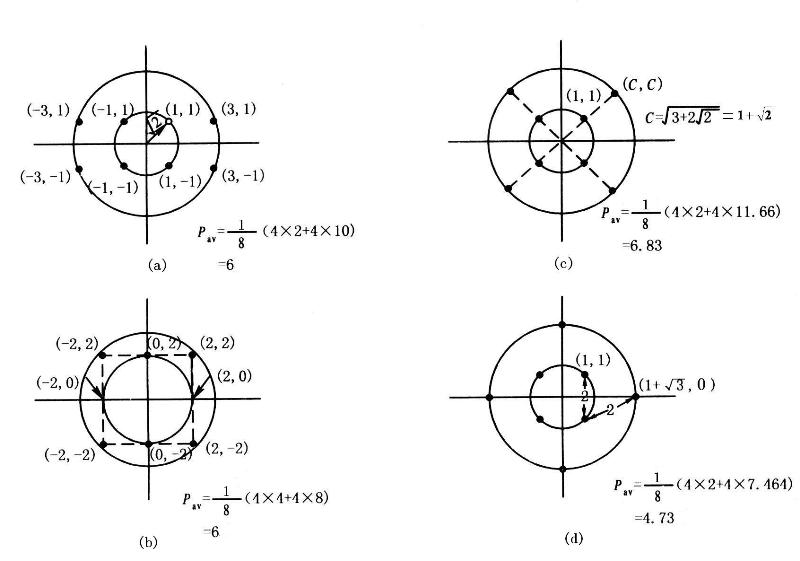 (-3, 1) (-1, 1) (1, 1) (3, 1)
√2
(-3, -1) (-1, -1) (1, -1) (3, -1)
P_av = 1/8 (4×2+4×10)
=6
(a)
(C, C)
(1, 1)
C=√(3+2√2) = 1+√2
P_av = 1/8 (4×2+4×11.66)
=6.83
(c)
(-2, 2) (0, 2) (2, 2)
(-2, 0) (2, 0)
(-2, -2) (0, -2) (2, -2)
P_av = 1/8 (4×4+4×8)
=6
(b)
(1, 1)
(1+√3, 0)
2
2
P_av = 1/8 (4×2+4×7.464)
=4.73
(d)